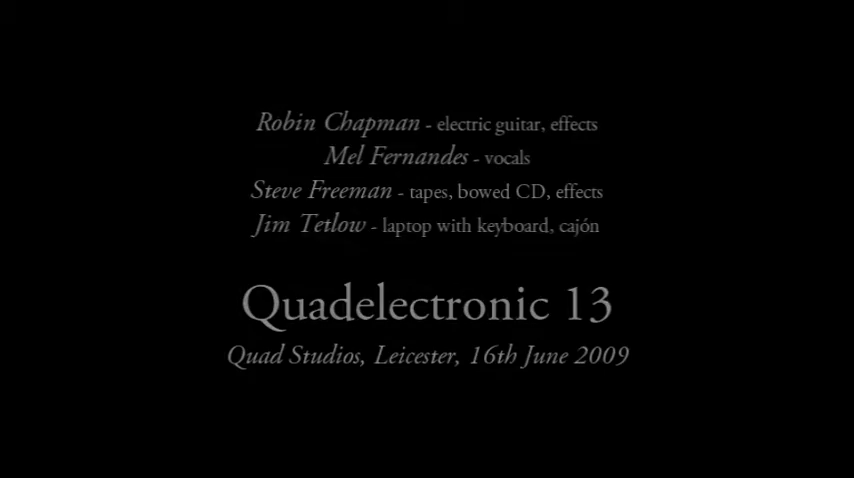 Robin Chapman - electric guitar, effects
Mel Fernandes - vocals
Steve Freeman - tapes, bowed CD, effects
Jim Tetlow - laptop with keyboard, cajón
Quadelectronic 13
Quad Studios, Leicester, 16th June 2009